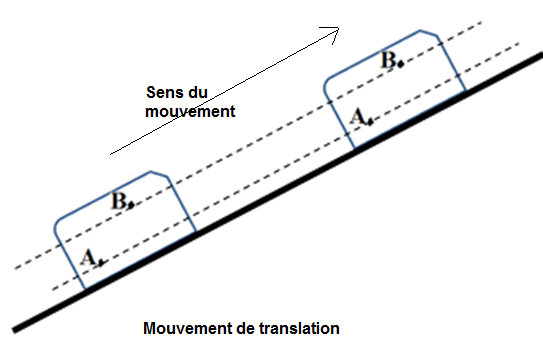 Sens du
mouvement
B.
A.
B.
A.
Mouvement de translation